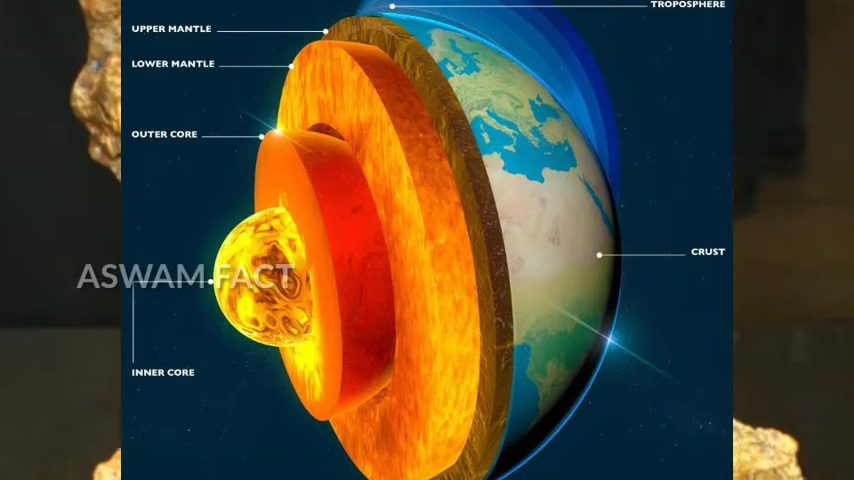 TROPOSPHERE
UPPER MANTLE
LOWER MANTLE
OUTER CORE
CRUST
ASWAM FACT
INNER CORE